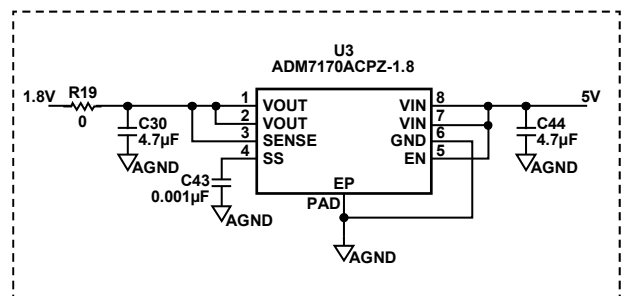 U3
ADM7170ACPZ-1.8
1.8V
R19
0
C30
4.7µF
AGND
1 VOUT
2 VOUT
3 SENSE
4 SS
VIN 8
VIN 7
GND 6
EN 5
EP
PAD
C43
0.001µF
AGND
AGND
5V
C44
4.7µF
AGND